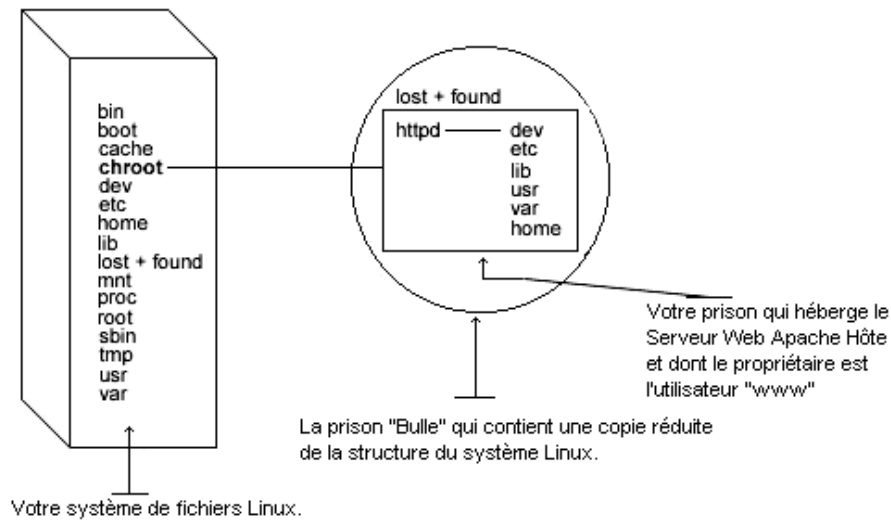 bin
boot
cache
chroot
dev
etc
home
lib
lost + found
mnt
proc
root
sbin
tmp
usr
var
Votre système de fichiers Linux.
lost + found
httpd
dev
etc
lib
usr
var
home
La prison "Bulle" qui contient une copie réduite
de la structure du système Linux.
Votre prison qui héberge le
Serveur Web Apache Hôte
et dont le propriétaire est
l'utilisateur "www"